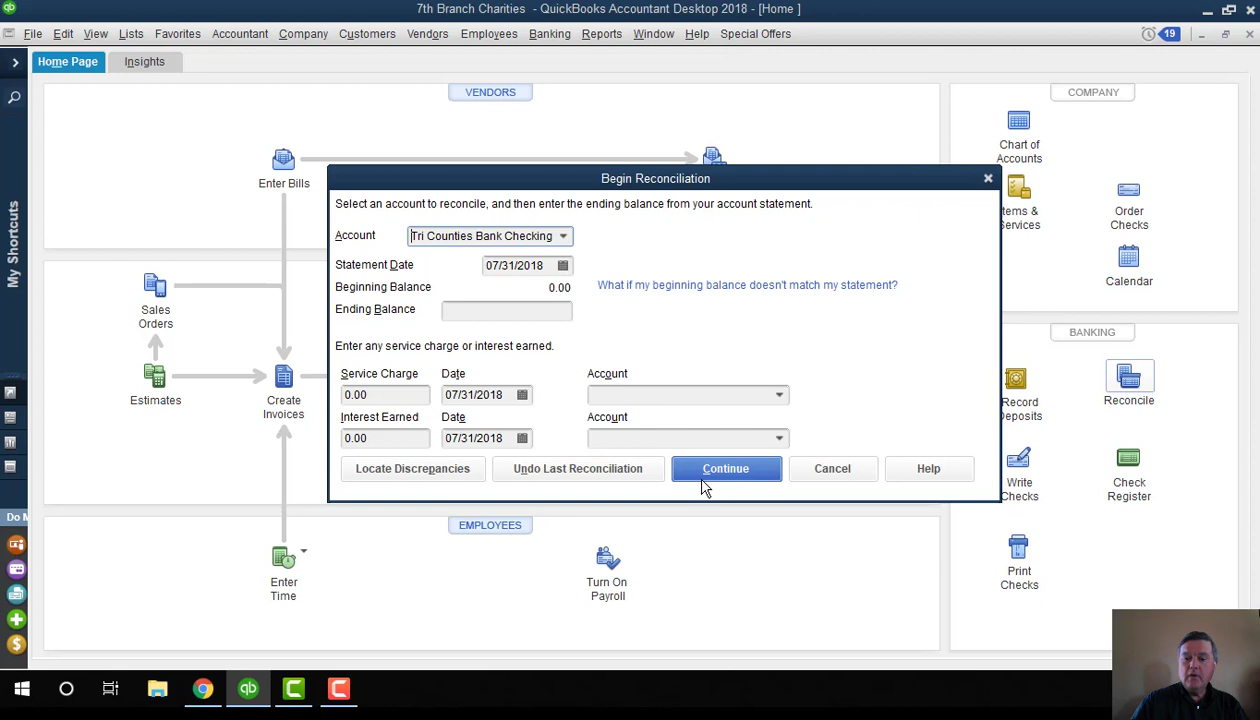 7th Branch Charities - QuickBooks Accountant Desktop 2018 - [Home ]
File Edit View Lists Favorites Accountant Company Customers Vendors Employees Banking Reports Window Help Special Offers 19
Home Page Insights
VENDORS
COMPANY
Enter Bills
Chart of
Accounts
Begin Reconciliation
Select an account to reconcile, and then enter the ending balance from your account statement.
Account Tri Counties Bank Checking
Statement Date 07/31/2018
Beginning Balance 0.00 What if my beginning balance doesn't match my statement?
Ending Balance
Enter any service charge or interest earned.
Service Charge Date Account
0.00 07/31/2018
Interest Earned Date Account
0.00 07/31/2018
Locate Discrepancies Undo Last Reconciliation Continue Cancel Help
tems &
Services
Order
Checks
Calendar
My Shortcuts
Sales
Orders
Estimates
Create
Invoices
BANKING
Record
Deposits
Reconcile
Write
Checks
Check
Register
Do M
EMPLOYEES
Enter
Time
Turn On
Payroll
Print
Checks